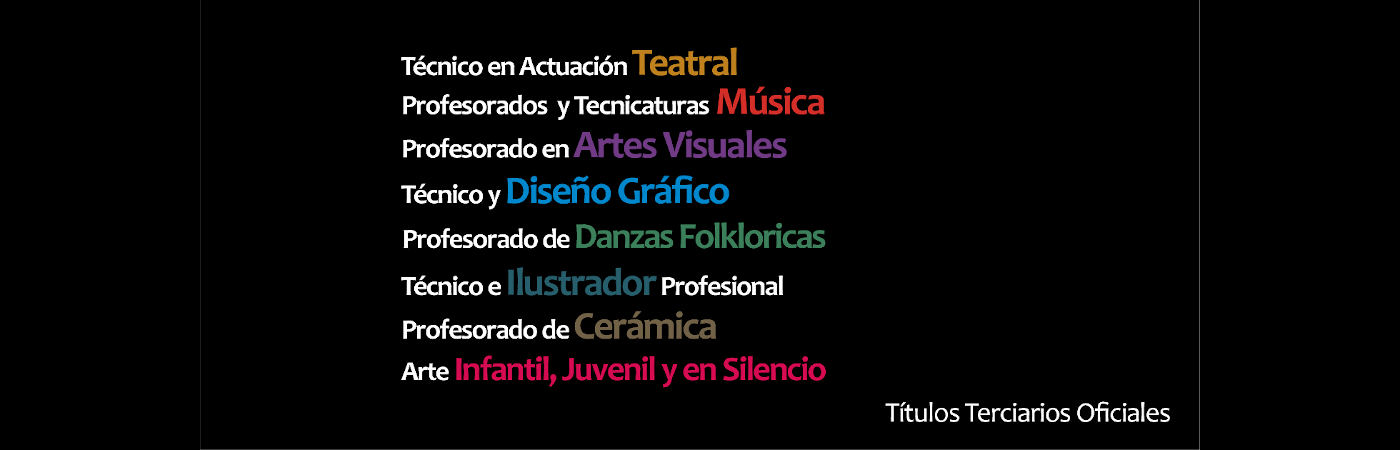 Técnico en Actuación Teatral
Profesorados y Tecnicaturas Música
Profesorado en Artes Visuales
Técnico y Diseño Gráfico
Profesorado de Danzas Folkloricas
Técnico e Ilustrador Profesional
Profesorado de Cerámica
Arte Infantil, Juvenil y en Silencio
Títulos Terciarios Oficiales